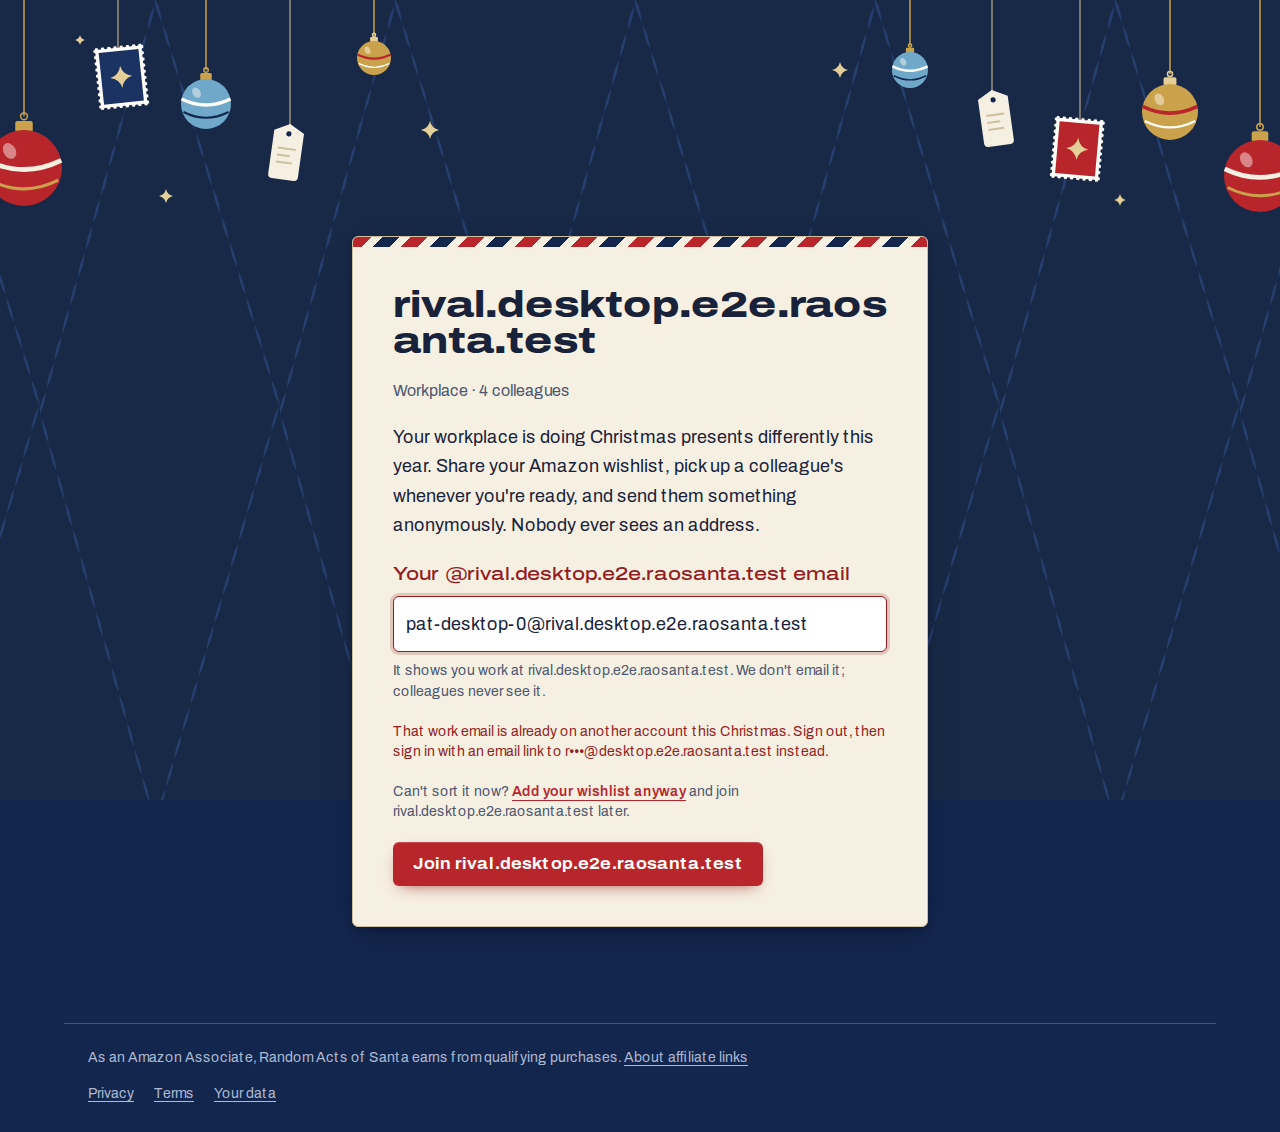 rival.desktop.e2e.raos
anta.test
Workplace · 4 colleagues
Your workplace is doing Christmas presents differently this
year. Share your Amazon wishlist, pick up a colleague's
whenever you're ready, and send them something
anonymously. Nobody ever sees an address.
Your @rival.desktop.e2e.raosanta.test email
pat-desktop-0@rival.desktop.e2e.raosanta.test
It shows you work at rival.desktop.e2e.raosanta.test. We don't email it;
colleagues never see it.
That work email is already on another account this Christmas. Sign out, then
sign in with an email link to r•••@desktop.e2e.raosanta.test instead.
Can't sort it now? Add your wishlist anyway and join
rival.desktop.e2e.raosanta.test later.
Join rival.desktop.e2e.raosanta.test
As an Amazon Associate, Random Acts of Santa earns from qualifying purchases. About affiliate links
Privacy Terms Your data